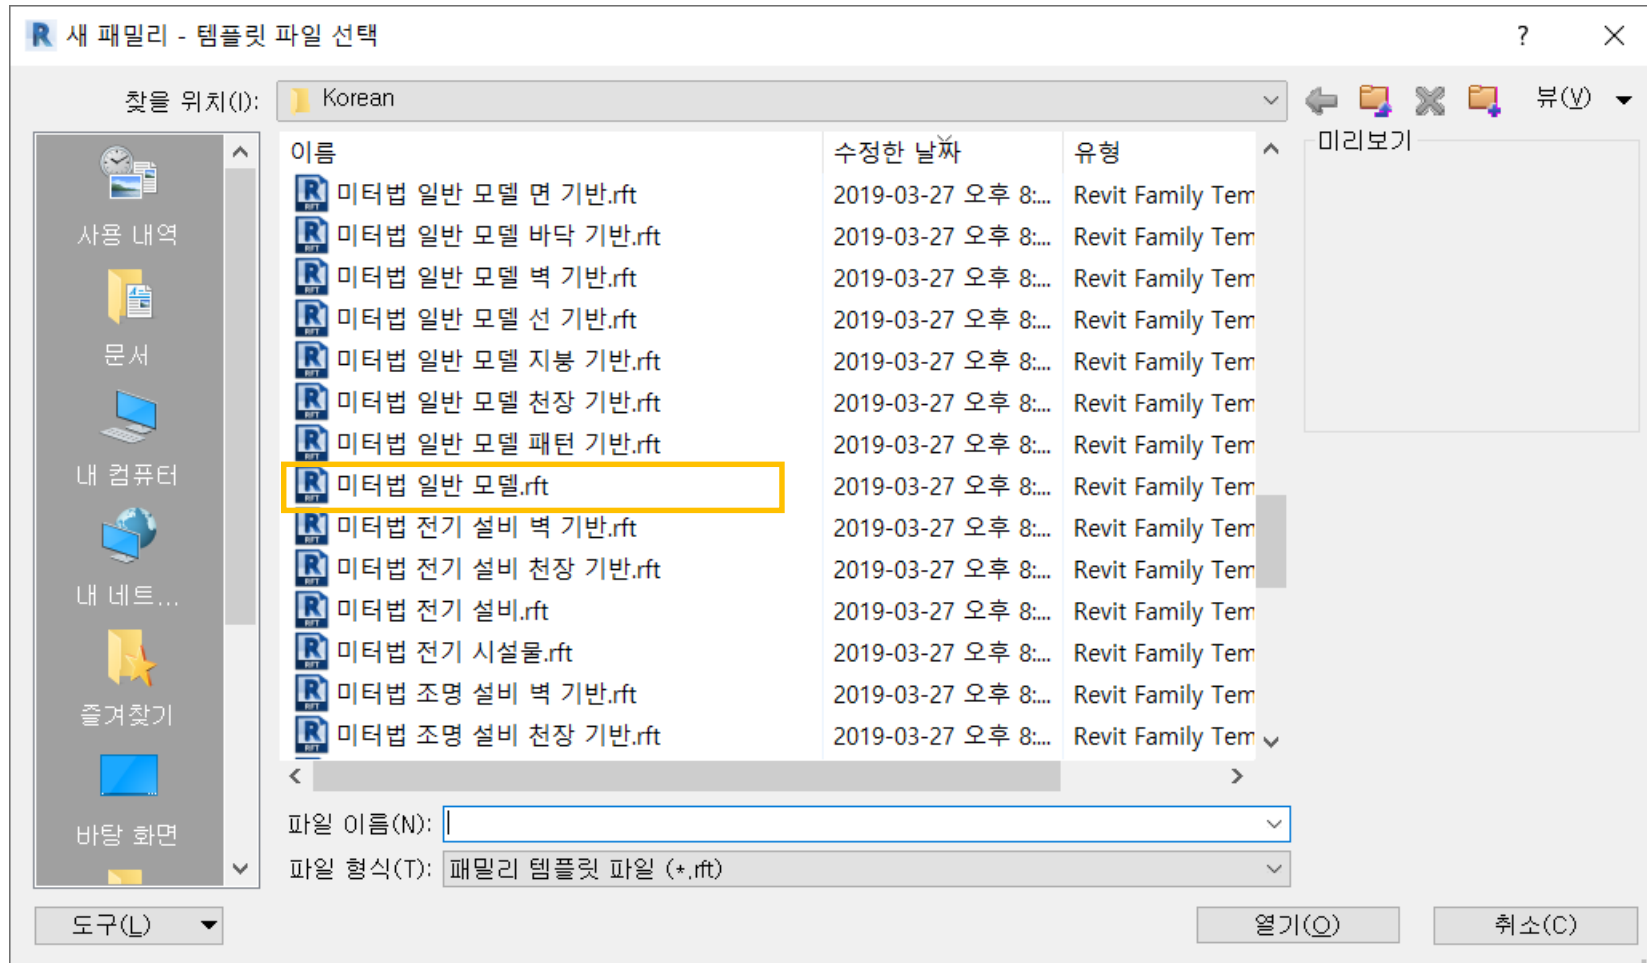 새 패밀리 - 템플릿 파일 선택
찾을 위치(I): Korean 뷰(V)
이름 수정한 날짜 유형 미리보기
미터법 일반 모델 면 기반.rft 2019-03-27 오후 8:... Revit Family Tem
미터법 일반 모델 바닥 기반.rft 2019-03-27 오후 8:... Revit Family Tem
미터법 일반 모델 벽 기반.rft 2019-03-27 오후 8:... Revit Family Tem
미터법 일반 모델 선 기반.rft 2019-03-27 오후 8:... Revit Family Tem
미터법 일반 모델 지붕 기반.rft 2019-03-27 오후 8:... Revit Family Tem
미터법 일반 모델 천장 기반.rft 2019-03-27 오후 8:... Revit Family Tem
미터법 일반 모델 패턴 기반.rft 2019-03-27 오후 8:... Revit Family Tem
미터법 일반 모델.rft 2019-03-27 오후 8:... Revit Family Tem
미터법 전기 설비 벽 기반.rft 2019-03-27 오후 8:... Revit Family Tem
미터법 전기 설비 천장 기반.rft 2019-03-27 오후 8:... Revit Family Tem
미터법 전기 설비.rft 2019-03-27 오후 8:... Revit Family Tem
미터법 전기 시설물.rft 2019-03-27 오후 8:... Revit Family Tem
미터법 조명 설비 벽 기반.rft 2019-03-27 오후 8:... Revit Family Tem
미터법 조명 설비 천장 기반.rft 2019-03-27 오후 8:... Revit Family Tem
사용 내역
문서
내 컴퓨터
내 네트...
즐겨찾기
바탕 화면
파일 이름(N):
파일 형식(T): 패밀리 템플릿 파일 (*.rft)
도구(L) 열기(O) 취소(C)